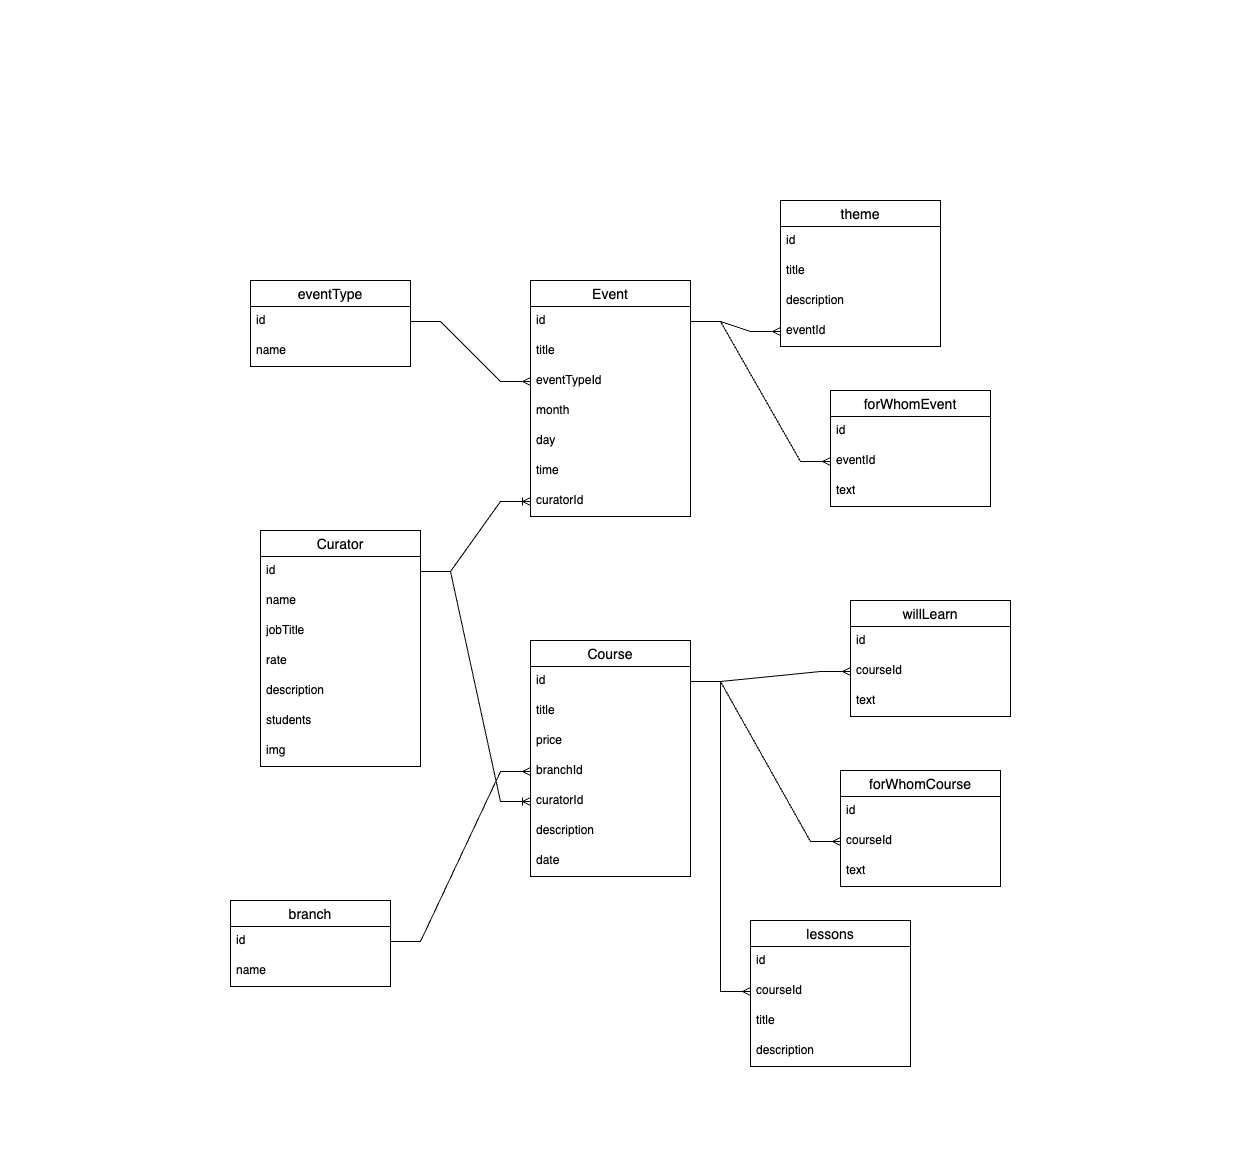 theme
id
title
description
eventId
eventType
id
name
Event
id
title
eventTypeId
month
day
time
curatorId
forWhomEvent
id
eventId
text
Curator
id
name
jobTitle
rate
description
students
img
Course
id
title
price
branchId
curatorId
description
date
willLearn
id
courseId
text
forWhomCourse
id
courseId
text
branch
id
name
lessons
id
courseId
title
description